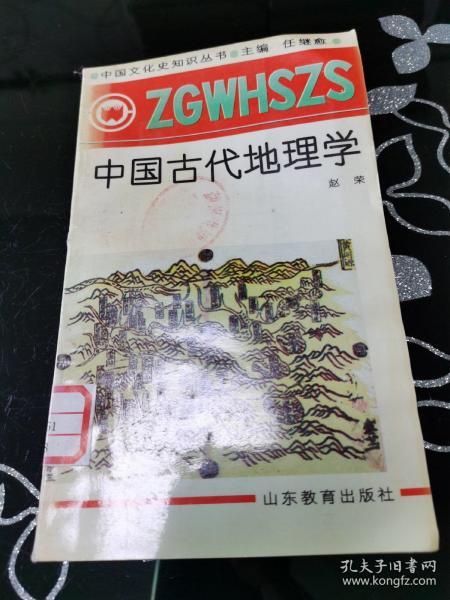 中国文化史知识丛书 主编 任继愈
ZGWHSZS
中国古代地理学
赵荣
山东教育出版社
孔夫子旧书网
www.kongfz.com